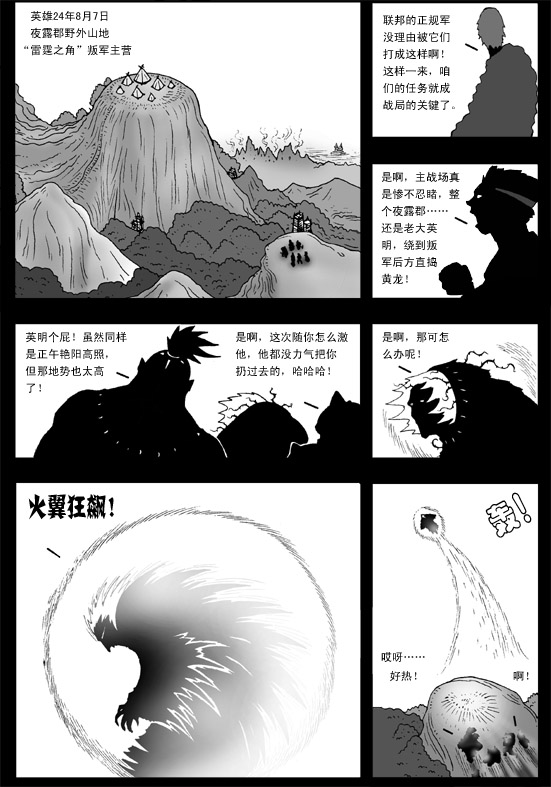 英雄24年8月7日
夜露郡野外山地
“雷霆之角”叛军主营
联邦的正规军
没理由被它们
打成这样啊！
这样一来，咱
们的任务就成
战局的关键了。
是啊，主战场真
是惨不忍睹，整
个夜露郡……
还是老大英
明，绕到叛
军后方直捣
黄龙！
英明个屁！虽然同样
是正午艳阳高照，
但那地势也太高
了！
是啊，这次随你怎么激
他，他都没力气把你
扔过去的，哈哈哈！
是啊，那可怎
么办呢！
火翼狂飙！
哎呀……
好热！
啊！